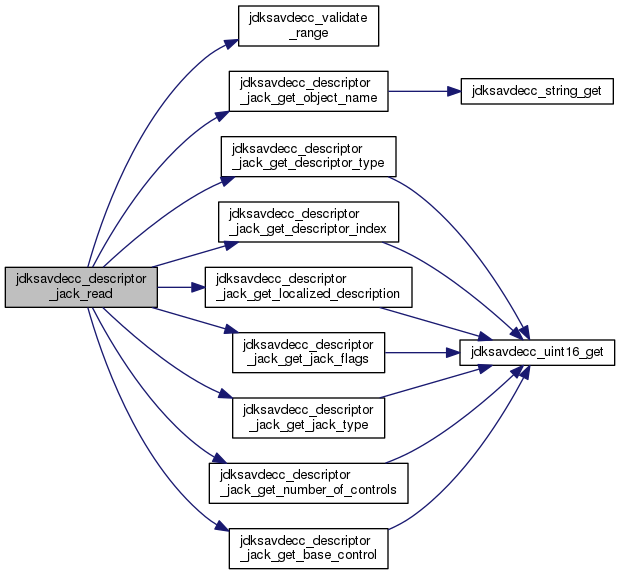 jdksavdecc_validate
_range
jdksavdecc_descriptor
_jack_get_object_name
jdksavdecc_string_get
jdksavdecc_descriptor
_jack_get_descriptor_type
jdksavdecc_descriptor
_jack_get_descriptor_index
jdksavdecc_descriptor
_jack_read
jdksavdecc_descriptor
_jack_get_localized_description
jdksavdecc_descriptor
_jack_get_jack_flags
jdksavdecc_uint16_get
jdksavdecc_descriptor
_jack_get_jack_type
jdksavdecc_descriptor
_jack_get_number_of_controls
jdksavdecc_descriptor
_jack_get_base_control